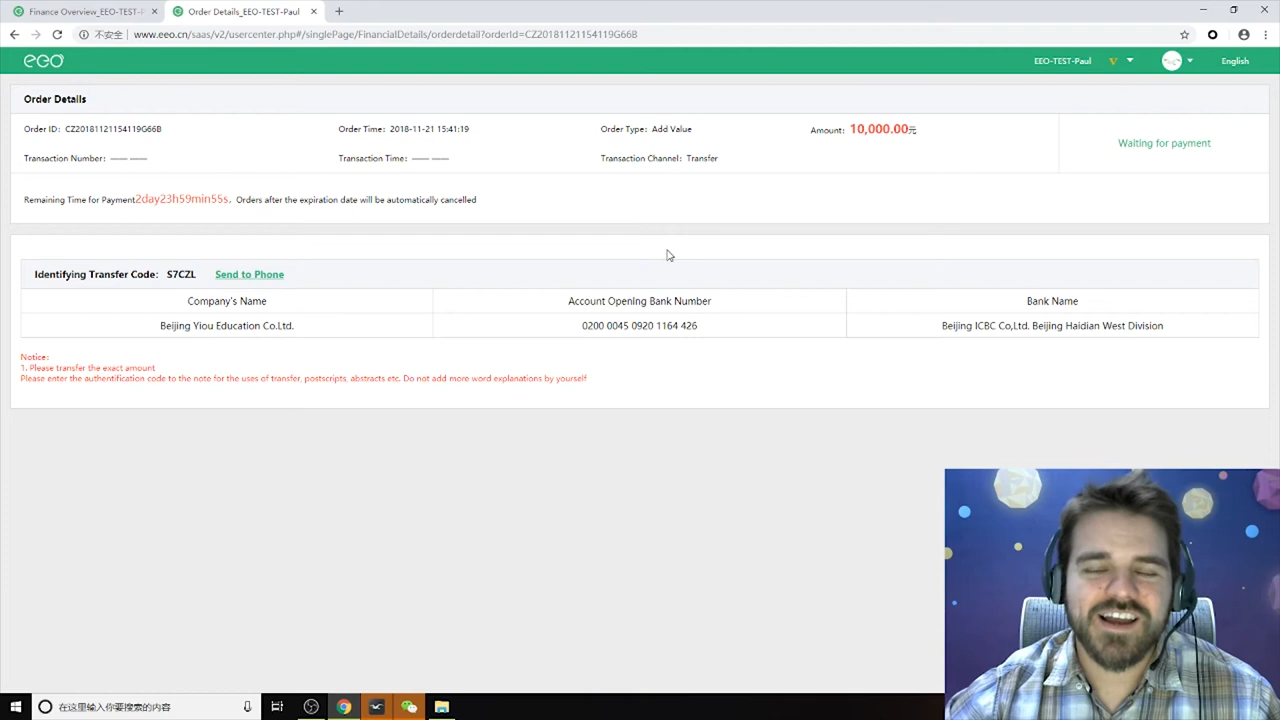 Finance Overview_EEO-TEST-P
Order Details_EEO-TEST-Paul
不安全
www.eeo.cn/saas/v2/usercenter.php#/singlePage/FinancialDetails/orderdetail?orderId=CZ20181121154119G66B
eeo
EEO-TEST-Paul
V
English
Order Details
Order ID: CZ20181121154119G66B
Order Time: 2018-11-21 15:41:19
Order Type: Add Value
Amount: 10,000.00元
Waiting for payment
Transaction Number: —— ——
Transaction Time: —— ——
Transaction Channel: Transfer
Remaining Time for Payment2day23h59min55s. Orders after the expiration date will be automatically cancelled
Identifying Transfer Code: S7CZL Send to Phone
Company's Name
Account Opening Bank Number
Bank Name
Beijing Yiou Education Co.Ltd.
0200 0045 0920 1164 426
Beijing ICBC Co,Ltd. Beijing Haidian West Division
Notice:
1. Please transfer the exact amount
Please enter the authentification code to the note for the uses of transfer, postscripts, abstracts etc. Do not add more word explanations by yourself
在这里输入你要搜索的内容